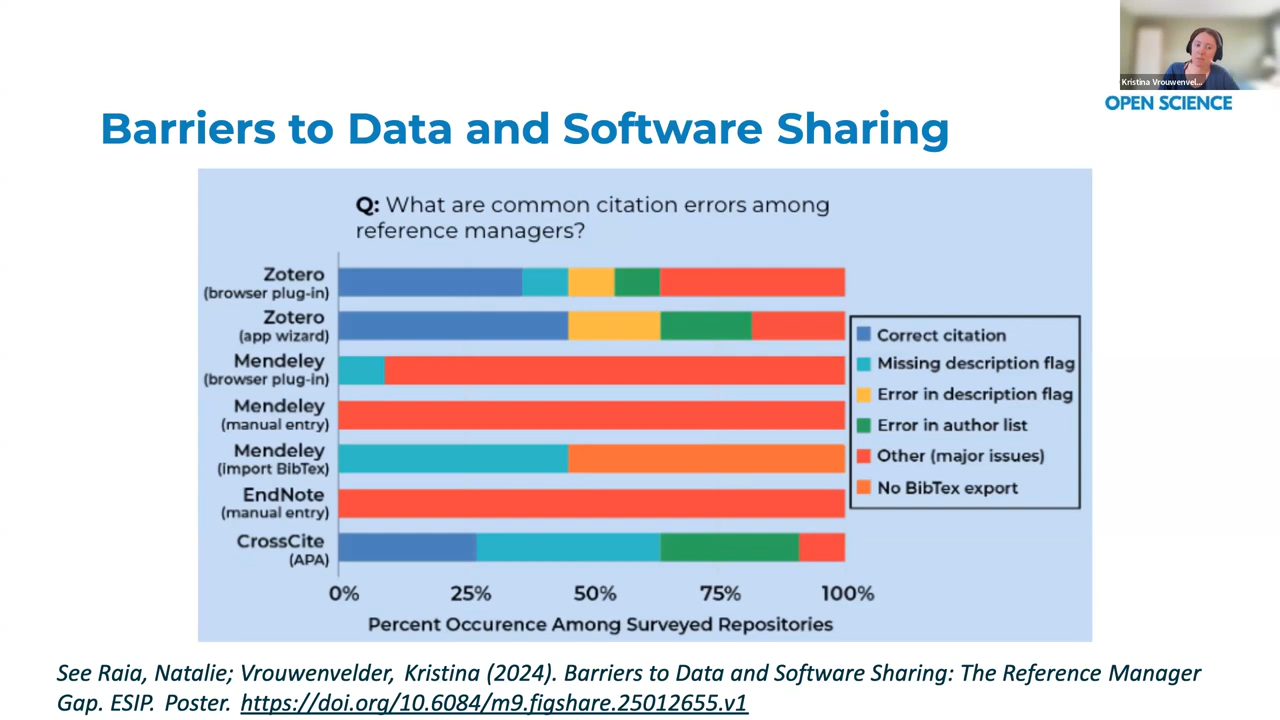 Kristina Vrouwenvel...
OPEN SCIENCE
Barriers to Data and Software Sharing
Q: What are common citation errors among
reference managers?
Zotero
(browser plug-in)
Zotero
(app wizard)
Mendeley
(browser plug-in)
Mendeley
(manual entry)
Mendeley
(import BibTex)
EndNote
(manual entry)
CrossCite
(APA)
Correct citation
Missing description flag
Error in description flag
Error in author list
Other (major issues)
No BibTex export
0% 25% 50% 75% 100%
Percent Occurence Among Surveyed Repositories
See Raia, Natalie; Vrouwenvelder, Kristina (2024). Barriers to Data and Software Sharing: The Reference Manager
Gap. ESIP. Poster. https://doi.org/10.6084/m9.figshare.25012655.v1